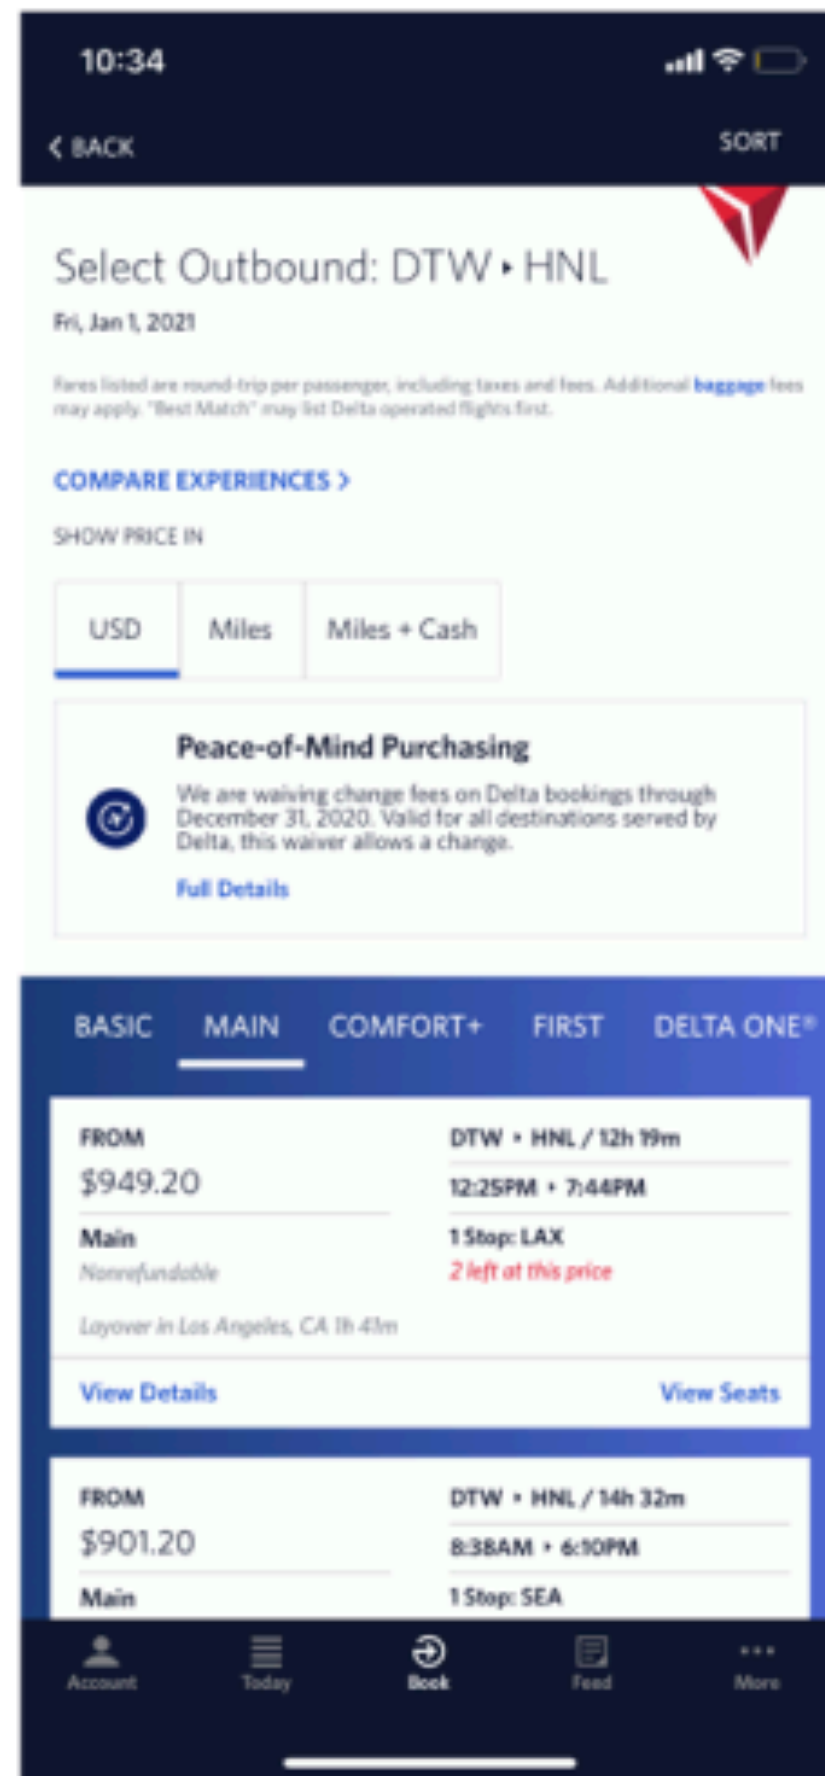 10:34
< BACK
SORT
Select Outbound: DTW ▸ HNL
Fri, Jan 1, 2021
Fares listed are round-trip per passenger, including taxes and fees. Additional baggage fees
may apply. "Best Match" may list Delta operated flights first.
COMPARE EXPERIENCES >
SHOW PRICE IN
USD Miles Miles + Cash
Peace-of-Mind Purchasing
We are waiving change fees on Delta bookings through
December 31, 2020. Valid for all destinations served by
Delta, this waiver allows a change.
Full Details
BASIC MAIN COMFORT+ FIRST DELTA ONE®
FROM
$949.20
Main
Nonrefundable
DTW ▸ HNL / 12h 19m
12:25PM ▸ 7:44PM
1 Stop: LAX
2 left at this price
Layover in Los Angeles, CA 1h 41m
View Details
View Seats
FROM
$901.20
Main
DTW ▸ HNL / 14h 32m
8:38AM ▸ 6:10PM
1 Stop: SEA
Account Today Book Feed More